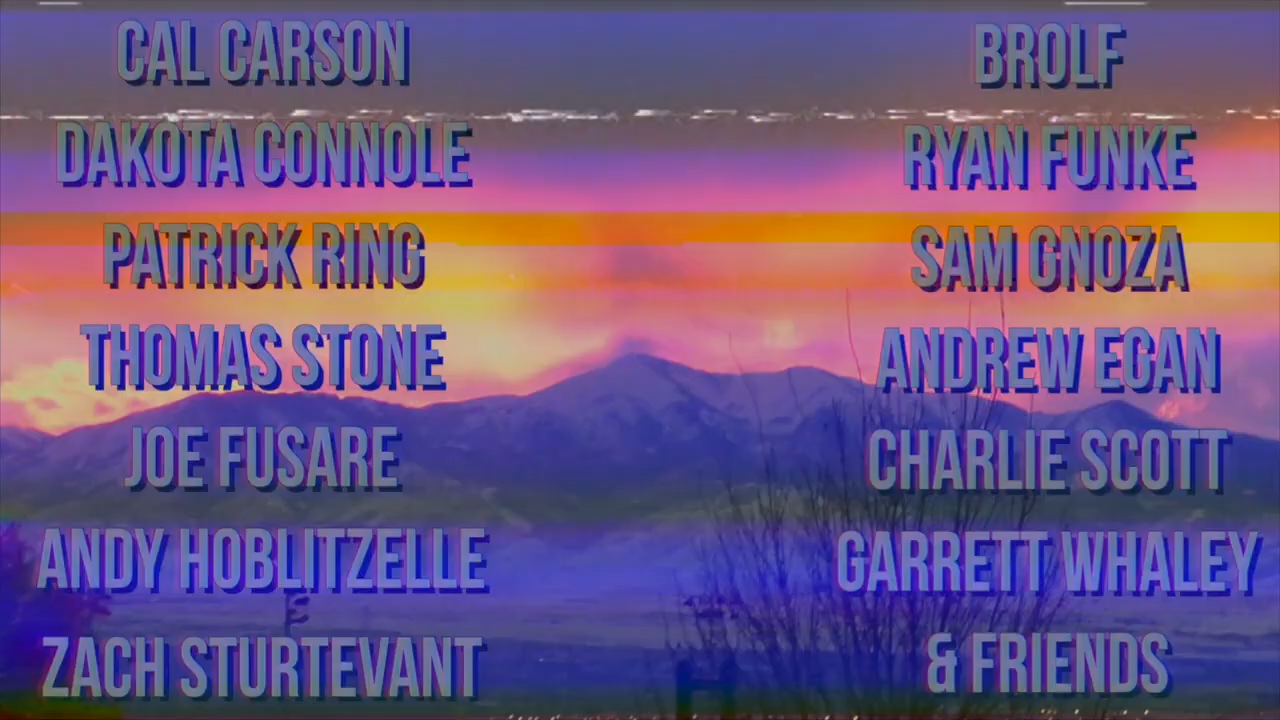 CAL CARSON
DAKOTA CONNOLE
PATRICK RING
THOMAS STONE
JOE FUSARE
ANDY HOBLITZELLE
ZACH STURTEVANT
BROLF
RYAN FUNKE
SAM GNOZA
ANDREW EGAN
CHARLIE SCOTT
GARRETT WHALEY
& FRIENDS